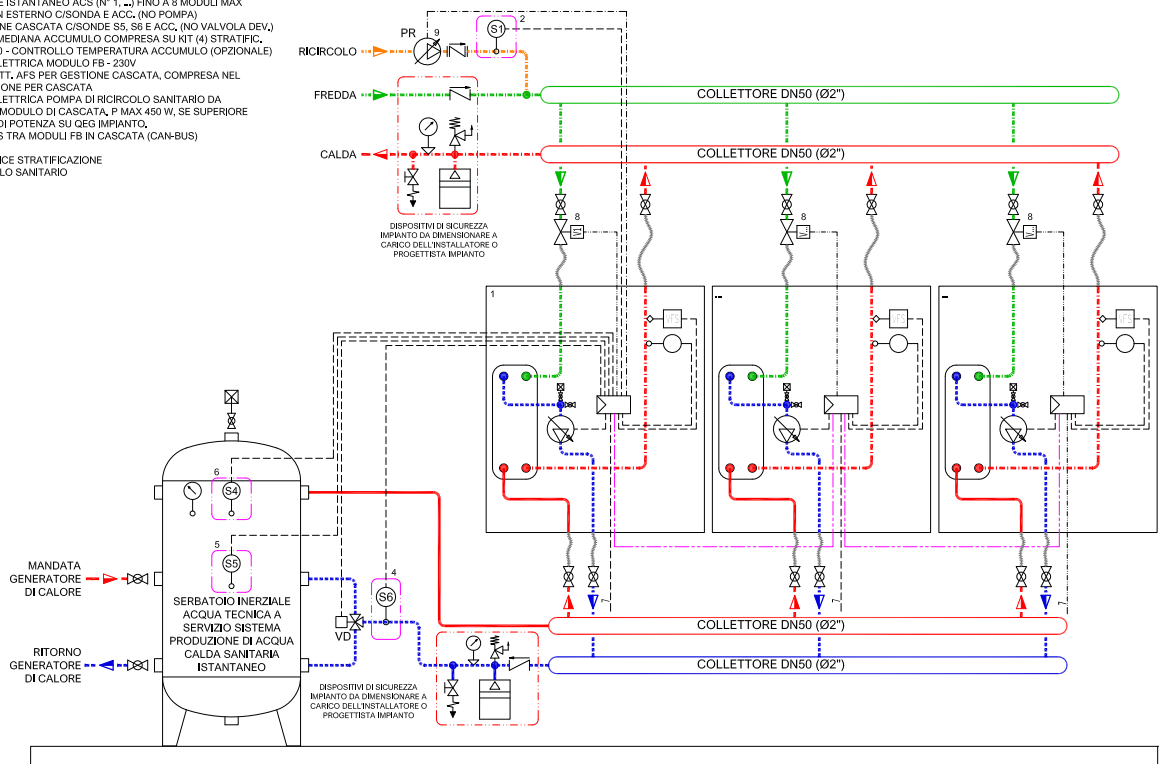 E ISTANTANEO ACS (N° 1, ...) FINO A 8 MODULI MAX
N ESTERNO C/SONDA E ACC. (NO POMPA)
NE CASCATA C/SONDE S5, S6 E ACC. (NO VALVOLA DEV.)
MEDIANA ACCUMULO COMPRESA SU KIT (4) STRATIFIC.
0 - CONTROLLO TEMPERATURA ACCUMULO (OPZIONALE)
LETTRICA MODULO FB - 230V
TT. AFS PER GESTIONE CASCATA, COMPRESA NEL
ONE PER CASCATA
LETTRICA POMPA DI RICIRCOLO SANITARIO DA
MODULO DI CASCATA, P MAX 450 W, SE SUPERIORE
DI POTENZA SU QEG IMPIANTO.
S TRA MODULI FB IN CASCATA (CAN-BUS)
ICE STRATIFICAZIONE
LO SANITARIO
PR
9
S1
2
RICIRCOLO
FREDDA
COLLETTORE DN50 (Ø2")
CALDA
COLLETTORE DN50 (Ø2")
DISPOSITIVI DI SICUREZZA
IMPIANTO DA DIMENSIONARE A
CARICO DELL'INSTALLATORE O
PROGETTISTA IMPIANTO
8
V1
8
V...
8
V...
1
...
...
VFS
VFS
VFS
6
S4
5
S5
4
S6
VD
MANDATA
GENERATORE
DI CALORE
SERBATOIO INERZIALE
ACQUA TECNICA A
SERVIZIO SISTEMA
PRODUZIONE DI ACQUA
CALDA SANITARIA
ISTANTANEO
RITORNO
GENERATORE
DI CALORE
7
7
7
COLLETTORE DN50 (Ø2")
COLLETTORE DN50 (Ø2")
DISPOSITIVI DI SICUREZZA
IMPIANTO DA DIMENSIONARE A
CARICO DELL'INSTALLATORE O
PROGETTISTA IMPIANTO